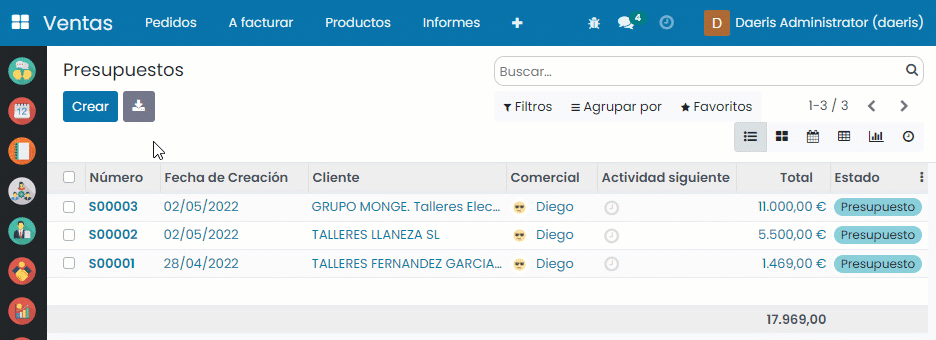 Ventas Pedidos A facturar Productos Informes 4 D Daeris Administrator (daeris)
Presupuestos
Buscar...
Crear
Filtros Agrupar por Favoritos 1-3 / 3
Número Fecha de Creación Cliente Comercial Actividad siguiente Total Estado
S00003 02/05/2022 GRUPO MONGE. Talleres Elec... Diego 11.000,00 € Presupuesto
S00002 02/05/2022 TALLERES LLANEZA SL Diego 5.500,00 € Presupuesto
S00001 28/04/2022 TALLERES FERNANDEZ GARCIA... Diego 1.469,00 € Presupuesto
17.969,00